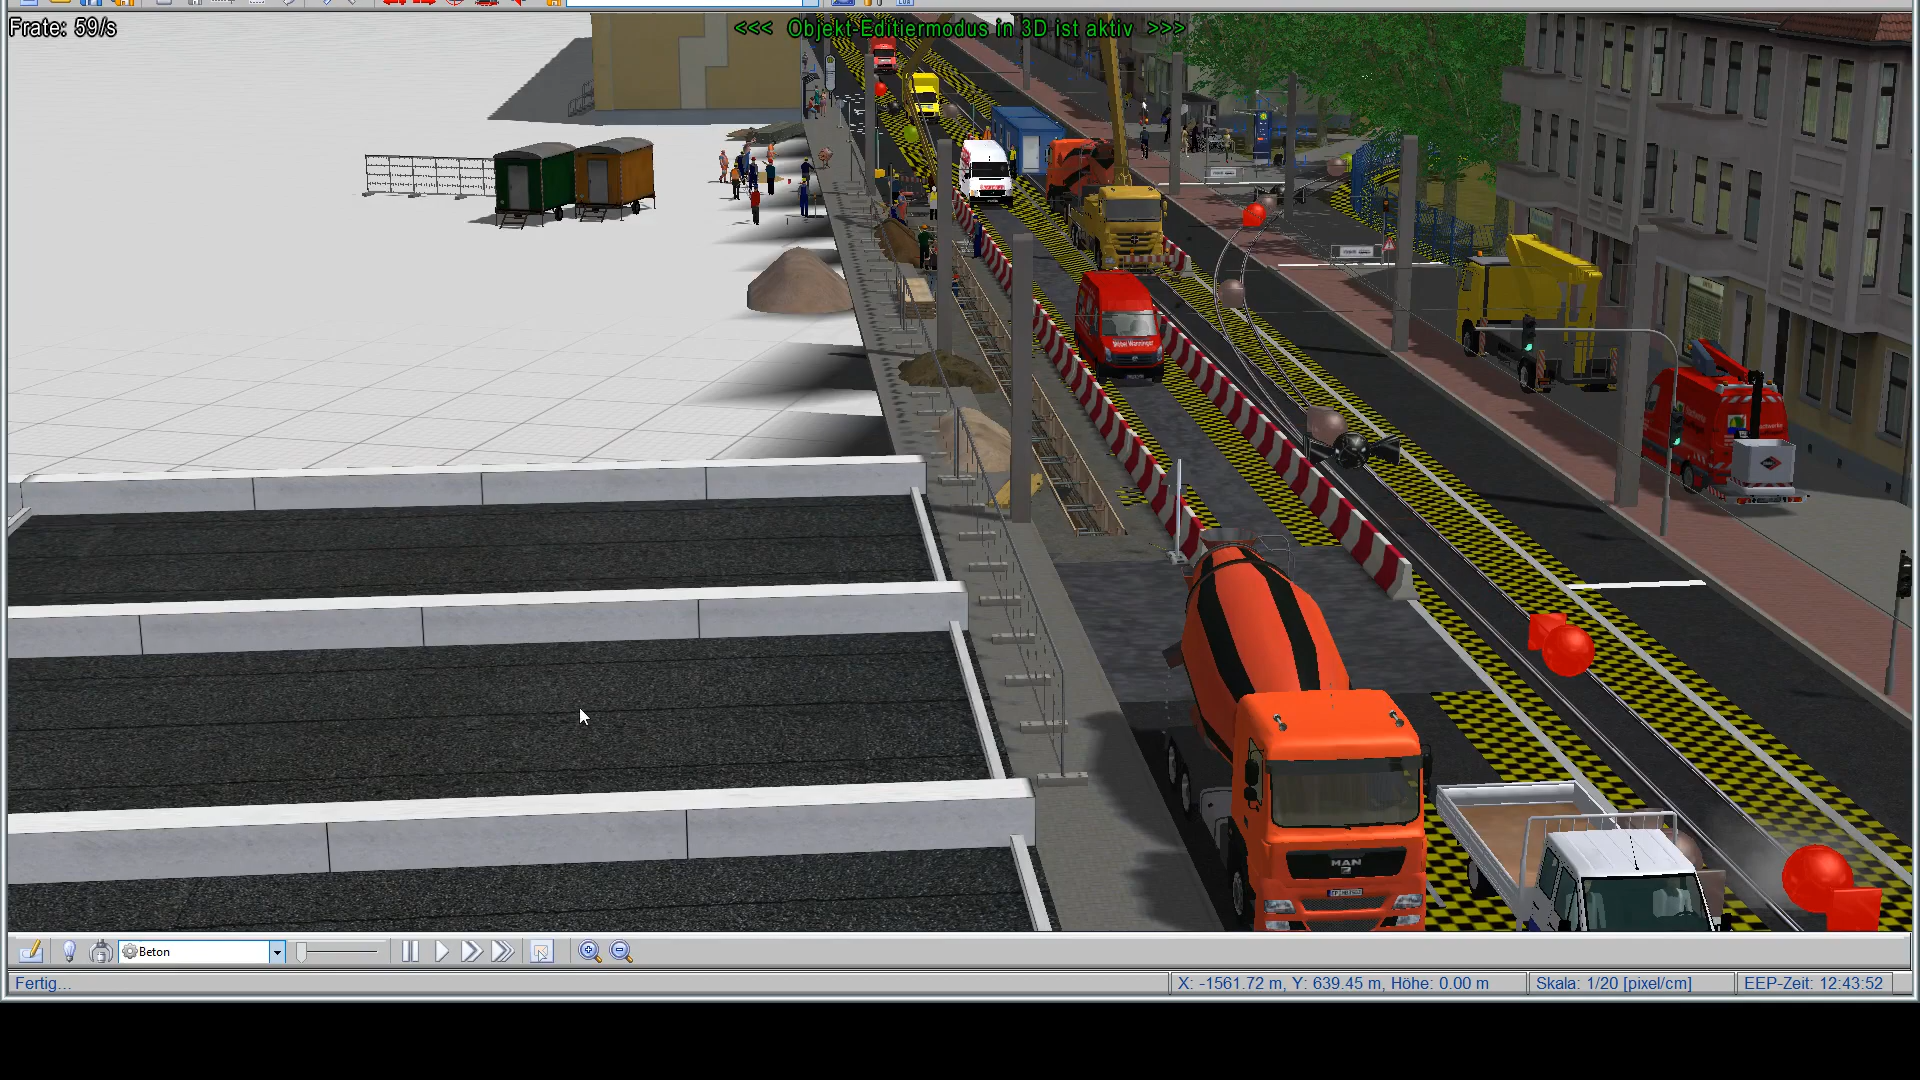 Frate: 59/s
<<< Objekt-Editiermodus in 3D ist aktiv >>>
MAN
Beton
Fertig...
X: -1561.72 m, Y: 639.45 m, Höhe: 0.00 m
Skala: 1/20 [pixel/cm]
EEP-Zeit: 12:43:52